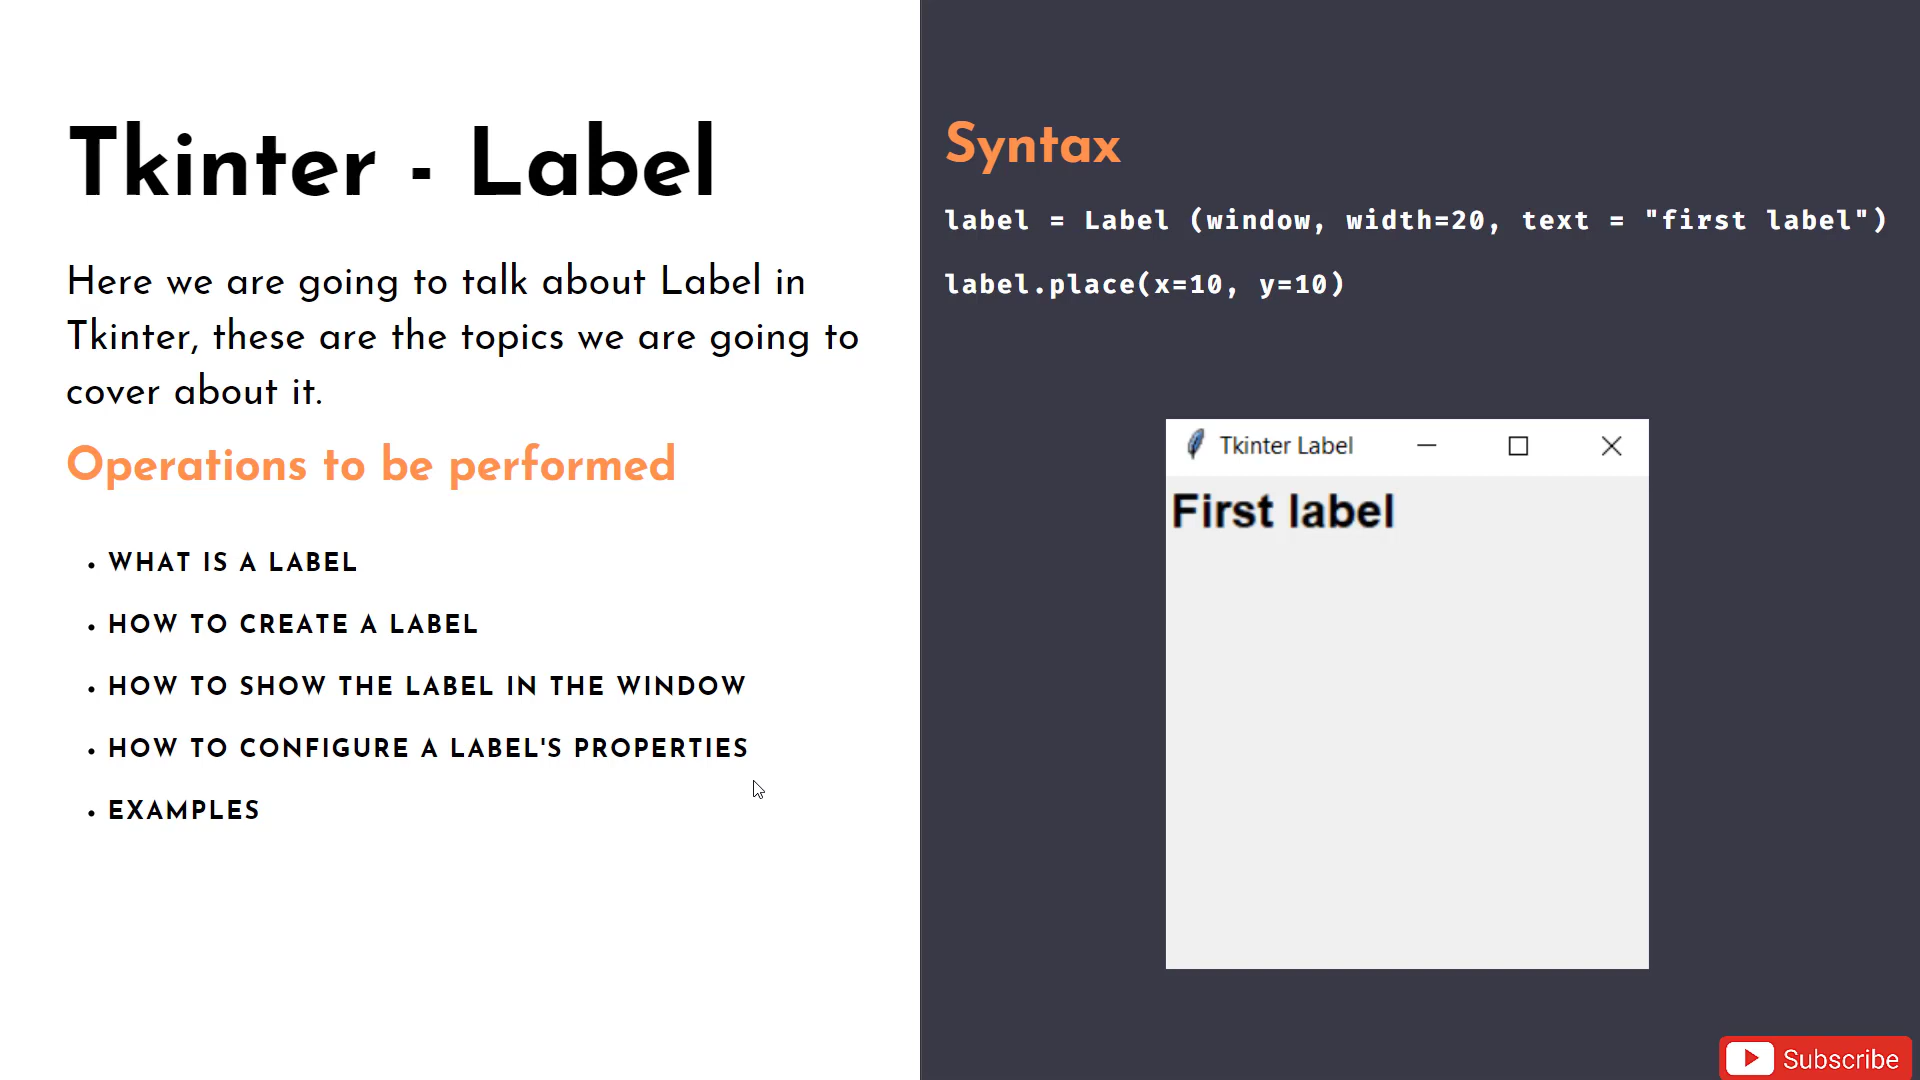 Tkinter - Label
Here we are going to talk about Label in
Tkinter, these are the topics we are going to
cover about it.
Operations to be performed
• WHAT IS A LABEL
• HOW TO CREATE A LABEL
• HOW TO SHOW THE LABEL IN THE WINDOW
• HOW TO CONFIGURE A LABEL'S PROPERTIES
• EXAMPLES
Syntax
label = Label (window, width=20, text = "first label")
label.place(x=10, y=10)
Tkinter Label
First label
Subscribe